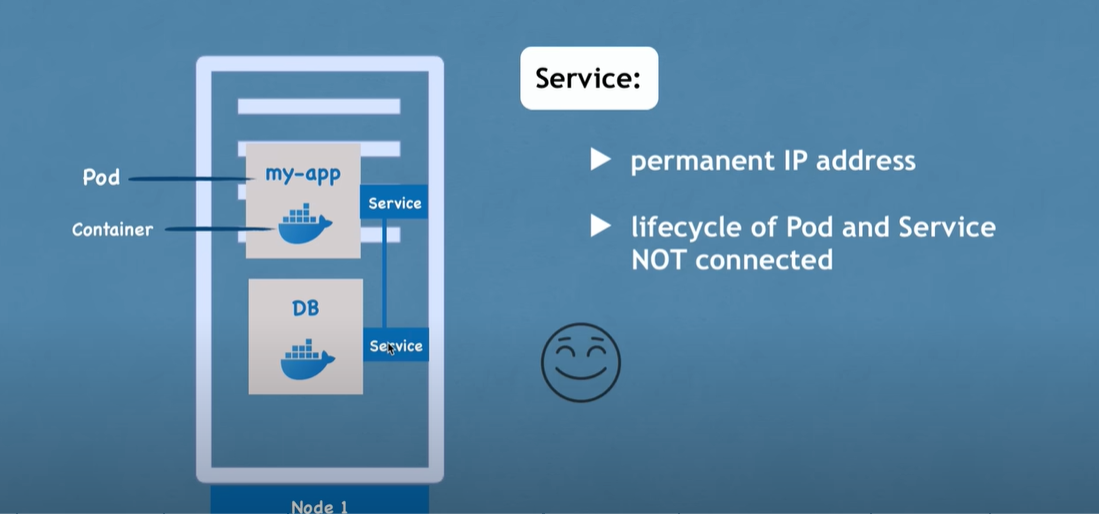 Service:
permanent IP address
lifecycle of Pod and Service
NOT connected
Pod
my-app
Service
Container
DB
Service
Node 1